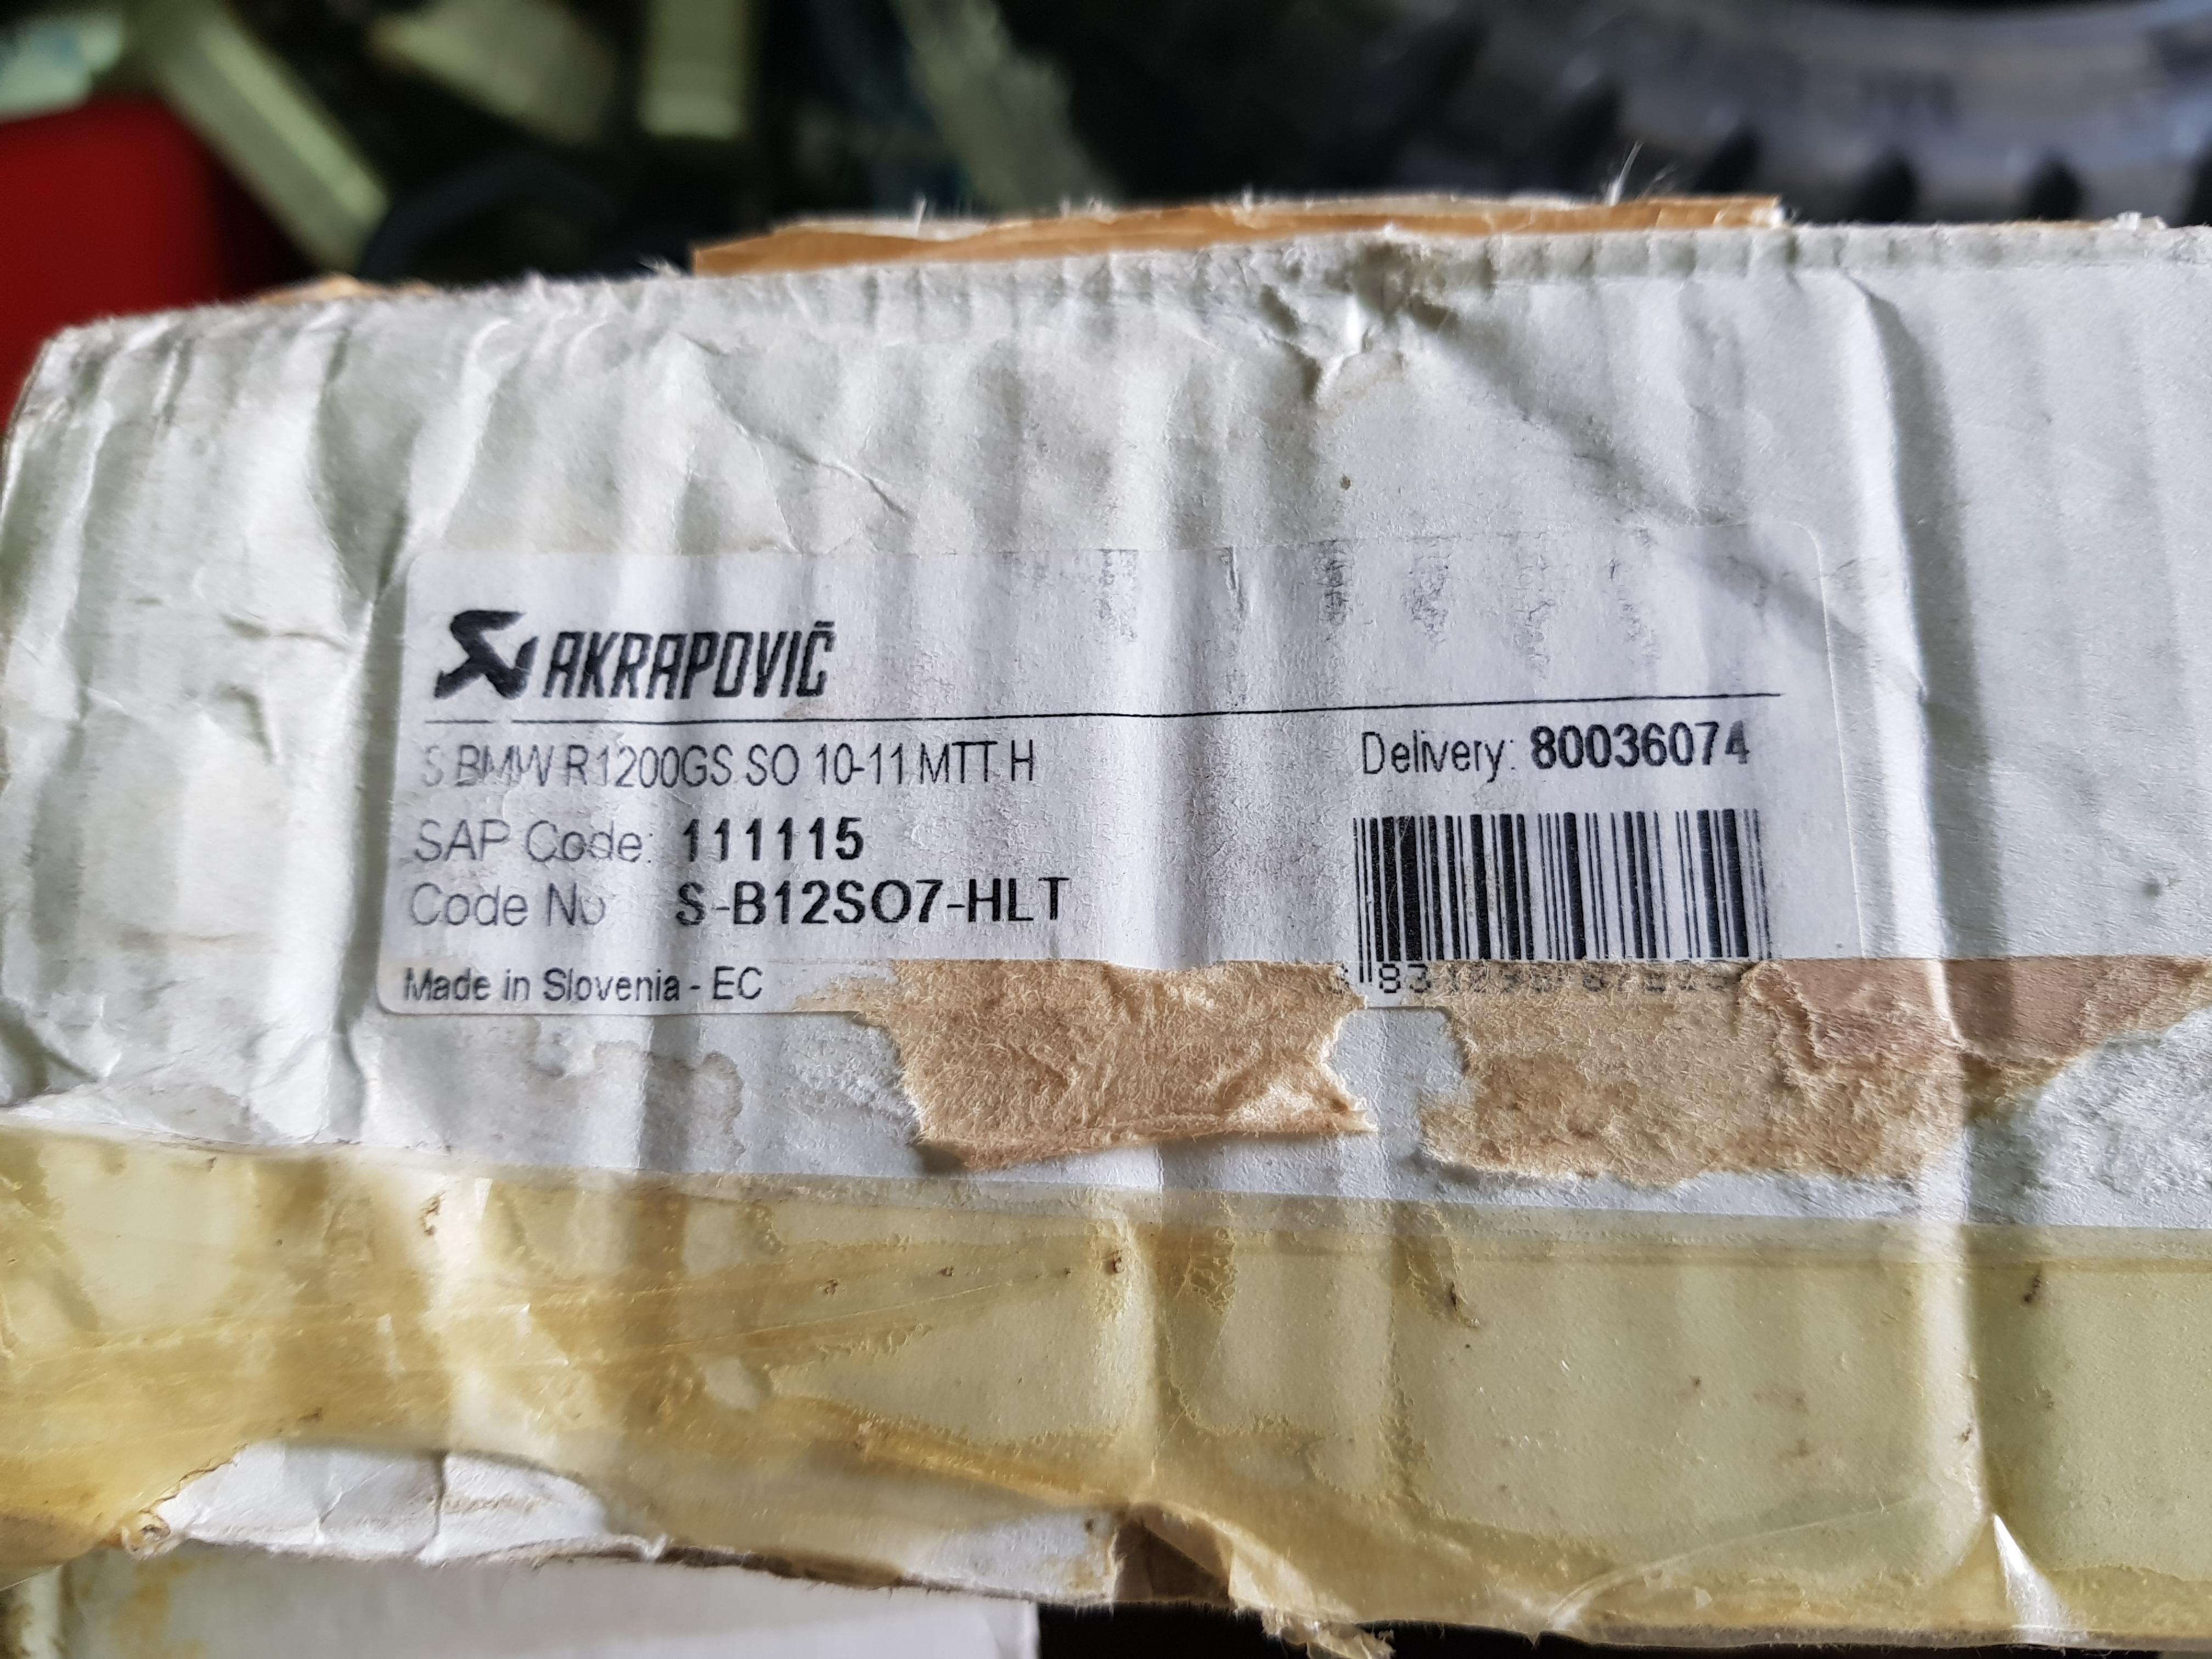 AKRAPOVIČ
S BMW R1200GS SO 10-11 MTT H
Delivery: 80036074
SAP Code: 111115
Code No S-B12SO7-HLT
Made in Slovenia - EC